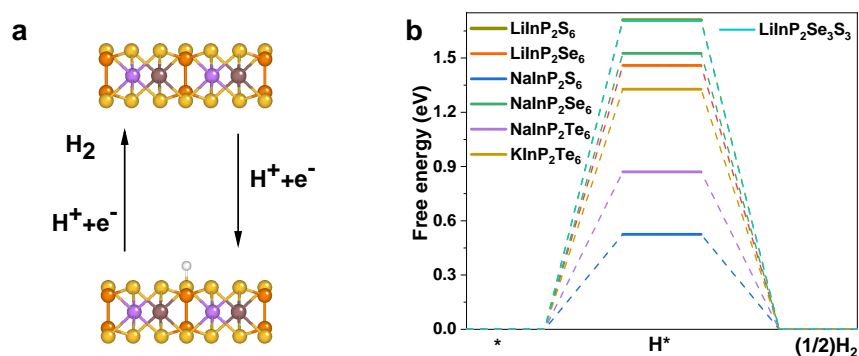 a
H₂
H⁺+e⁻
H⁺+e⁻
b
LiInP₂S₆
LiInP₂Se₆
NaInP₂S₆
NaInP₂Se₆
NaInP₂Te₆
KInP₂Te₆
LiInP₂Se₃S₃
Free energy (eV)
1.5
1.2
0.9
0.6
0.3
0.0
*
H*
(1/2)H₂